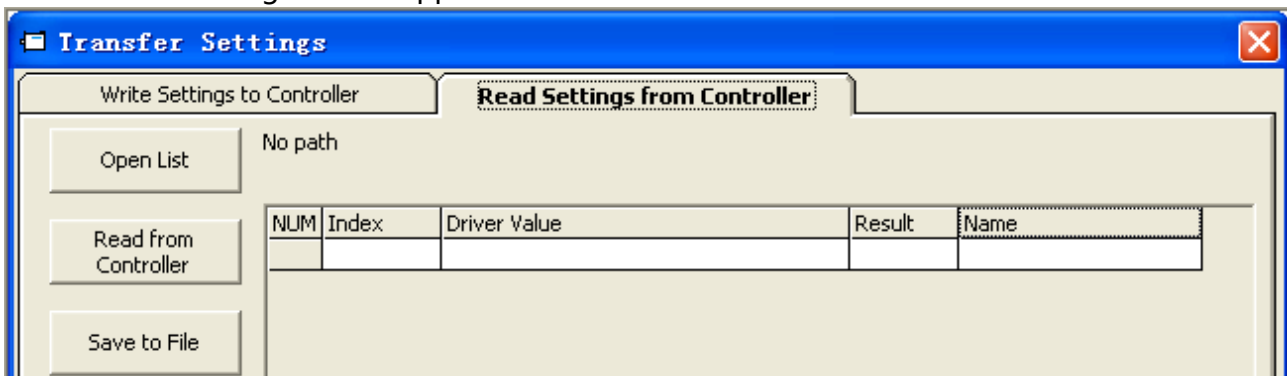 Transfer Settings
Write Settings to Controller
Read Settings from Controller
Open List
No path
NUM Index Driver Value Result Name
Read from
Controller
Save to File